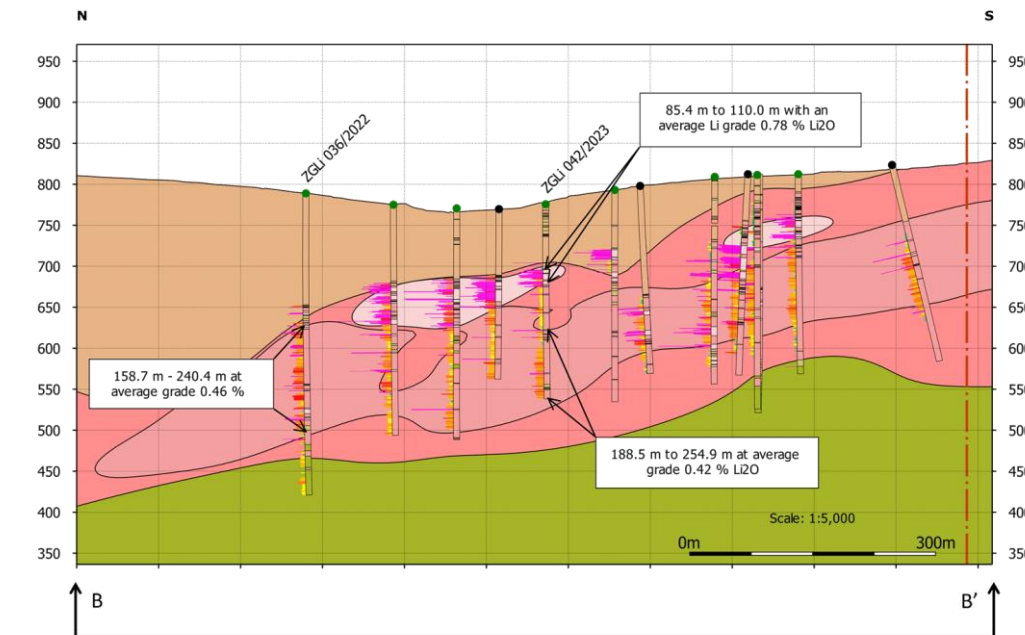 N
S
950
900
850
800
750
700
650
600
550
500
450
400
350
950
900
850
800
750
700
650
600
550
500
450
400
350
ZGLi 036/2022
ZGLi 042/2023
85.4 m to 110.0 m with an
average Li grade 0.78 % Li2O
158.7 m - 240.4 m at
average grade 0.46 %
188.5 m to 254.9 m at average
grade 0.42 % Li2O
Scale: 1:5,000
0m
300m
B
B'